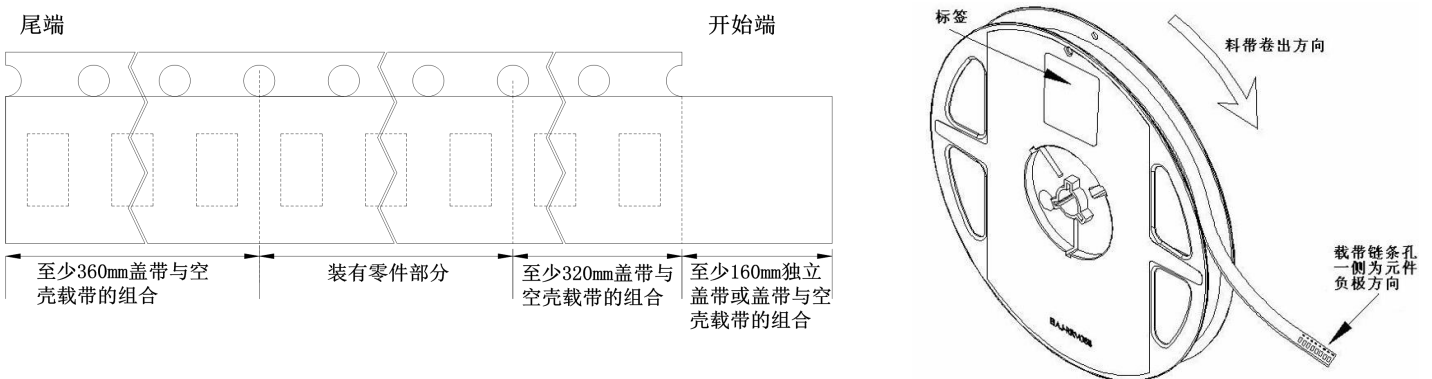 尾端
开始端
至少360mm盖带与空
壳载带的组合
装有零件部分
至少320mm盖带与
空壳载带的组合
至少160mm独立
盖带或盖带与空
壳载带的组合
标签
料带卷出方向
载带链条孔
一侧为元件
负极方向